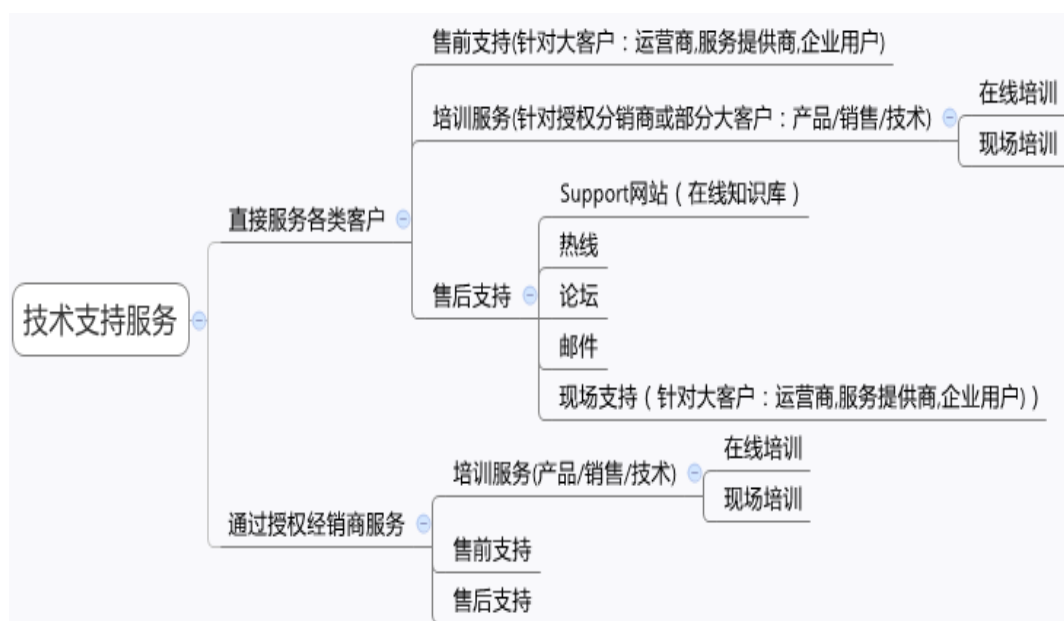 技术支持服务
直接服务各类客户
售前支持(针对大客户：运营商,服务提供商,企业用户)
培训服务(针对授权分销商或部分大客户：产品/销售/技术)
在线培训
现场培训
售后支持
Support网站（在线知识库）
热线
论坛
邮件
现场支持（针对大客户：运营商,服务提供商,企业用户)）
通过授权经销商服务
培训服务(产品/销售/技术)
在线培训
现场培训
售前支持
售后支持